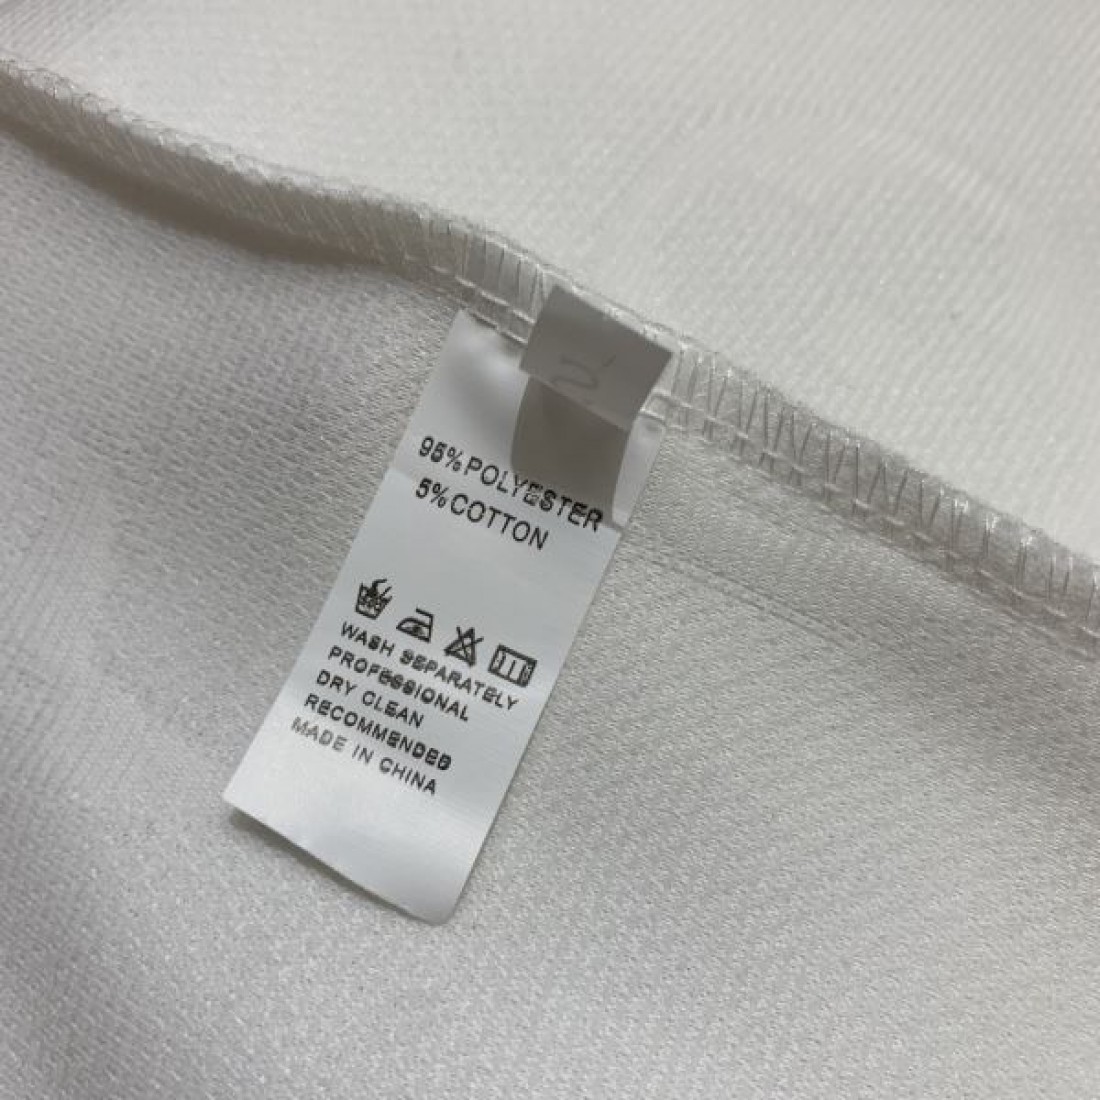 95%POLYESTER
5%COTTON
WASH SEPARATELY
PROFESSIONAL
DRY CLEAN
RECOMMENDED
MADE IN CHINA